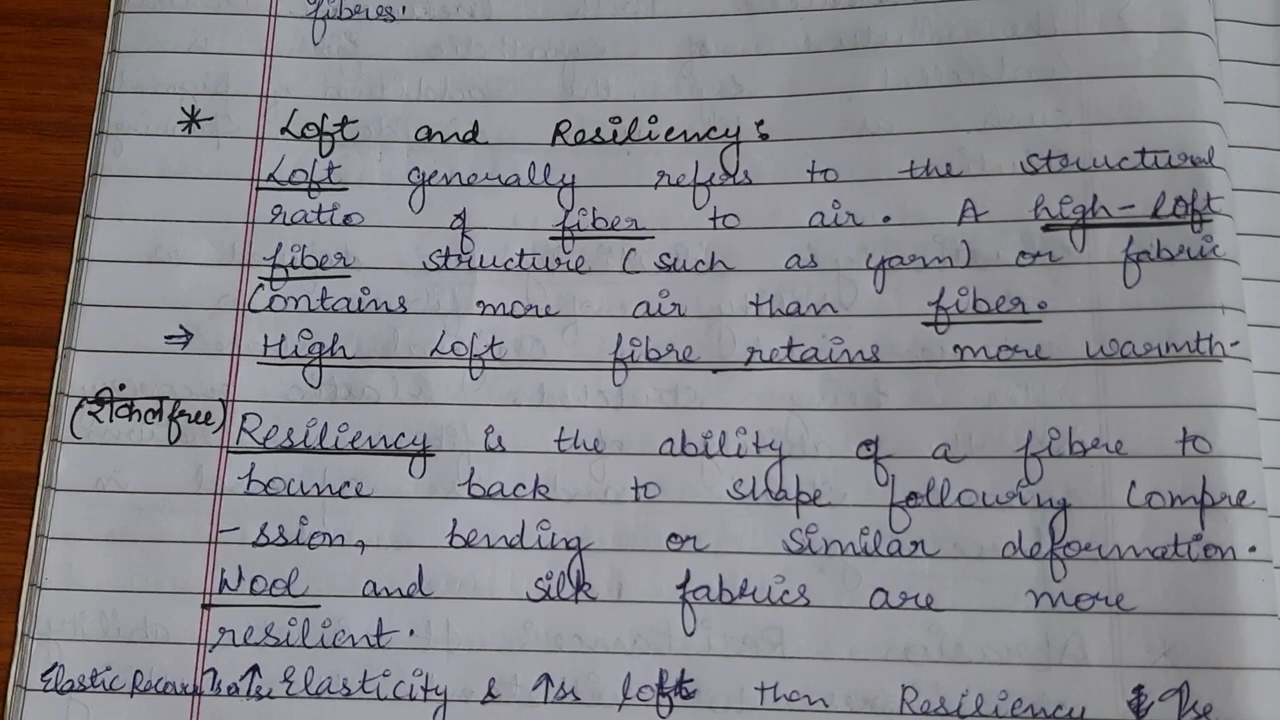 fiberes.
* Loft and Resiliency:
Loft generally refers to the structural
ratio of fiber to air. A high-loft
fiber structure (such as yarn) or fabric
Contains more air than fiber.
⇒ High Loft fibre retains more warmth.
Resiliency is the ability of a fibere to
bounce back to shape following compre
-ssion, bending or similar deformation.
Wool and silk fabrics are more
resilient.
Elastic Elasticity & loft then Resiliency